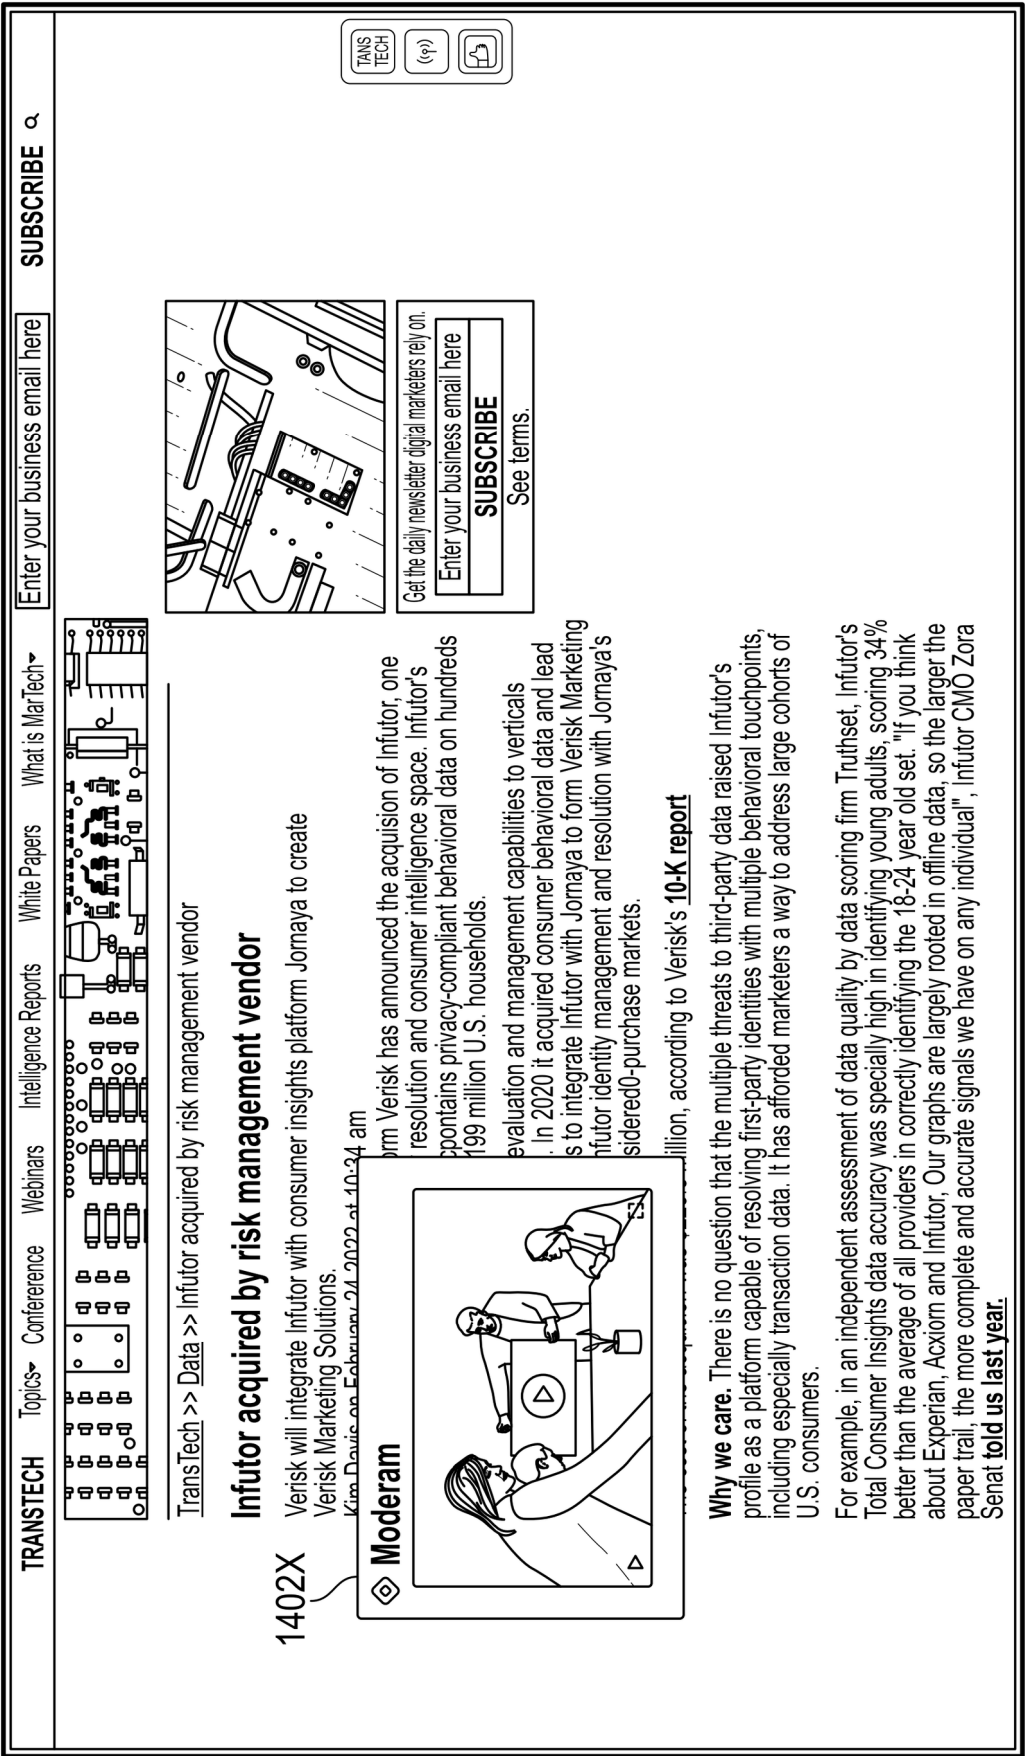 TRANSTECH Topics Conference Webinars Intelligence Reports White Papers What is MarTech Enter your business email here SUBSCRIBE
TransTech >> Data >> Infutor acquired by risk management vendor
Infutor acquired by risk management vendor
Verisk will integrate Infutor with consumer insights platform Jornaya to create
Verisk Marketing Solutions.
Kim Davis on February 24 2022 at 10:34 am
orm Verisk has announced the acquision of Infutor, one
resolution and consumer intelligence space. Infutor's
pontains privacy-compliant behavioral data on hundreds
199 million U.S. households.
evaluation and management capabilities to verticals
. In 2020 it acquired consumer behavioral data and lead
s to integrate Infutor with Jornaya to form Verisk Marketing
nfutor identity management and resolution with Jornaya's
sidered0-purchase markets.
illion, according to Verisk's 10-K report
Why we care. There is no question that the multiple threats to third-party data raised Infutor's
profile as a platform capable of resolving first-party identities with multiple behavioral touchpoints,
including especially transaction data. It has afforded marketers a way to address large cohorts of
U.S. consumers.
For example, in an independent assessment of data quality by data scoring firm Truthset, Infutor's
Total Consumer Insights data accuracy was specially high in identifying young adults, scoring 34%
better than the average of all providers in correctly identifying the 18-24 year old set. "If you think
about Experian, Acxiom and Infutor, Our graphs are largely rooted in offline data, so the larger the
paper trail, the more complete and accurate signals we have on any individual", Infutor CMO Zora
Senat told us last year.
1402X
Moderam
Get the daily newsletter digital marketers rely on.
Enter your business email here
SUBSCRIBE
See terms.
TANS
TECH